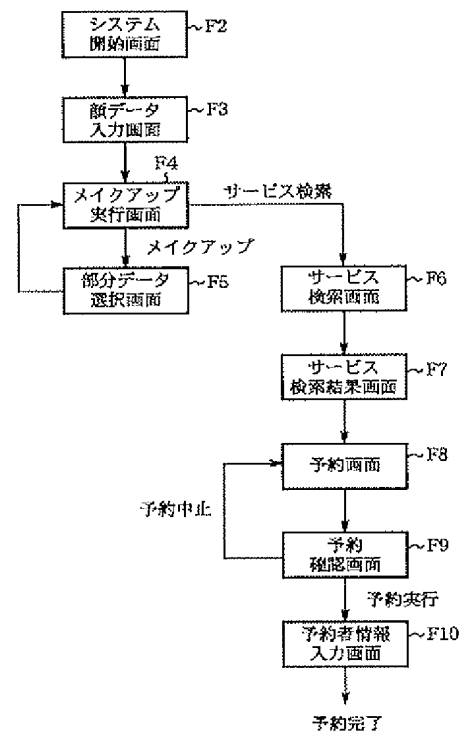 システム
開始画面
F2
顔データ
入力画面
F3
F4
メイクアップ
実行画面
サービス検索
メイクアップ
部分データ
選択画面
F5
サービス
検索画面
F6
サービス
検索結果画面
F7
予約画面
F8
予約中止
予約
確認画面
F9
予約実行
予約者情報
入力画面
F10
予約完了